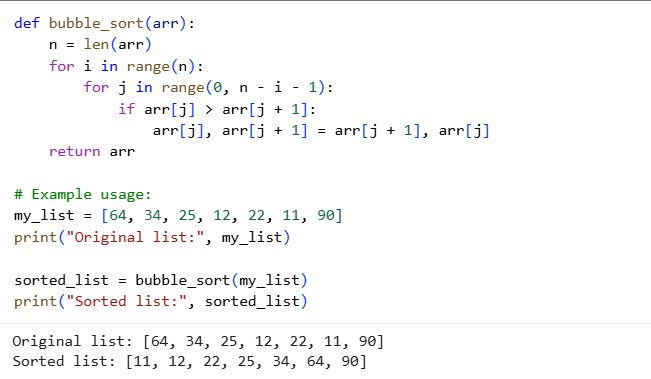 def bubble_sort(arr):
    n = len(arr)
    for i in range(n):
        for j in range(0, n - i - 1):
            if arr[j] > arr[j + 1]:
                arr[j], arr[j + 1] = arr[j + 1], arr[j]
    return arr

# Example usage:
my_list = [64, 34, 25, 12, 22, 11, 90]
print("Original list:", my_list)

sorted_list = bubble_sort(my_list)
print("Sorted list:", sorted_list)

Original list: [64, 34, 25, 12, 22, 11, 90]
Sorted list: [11, 12, 22, 25, 34, 64, 90]